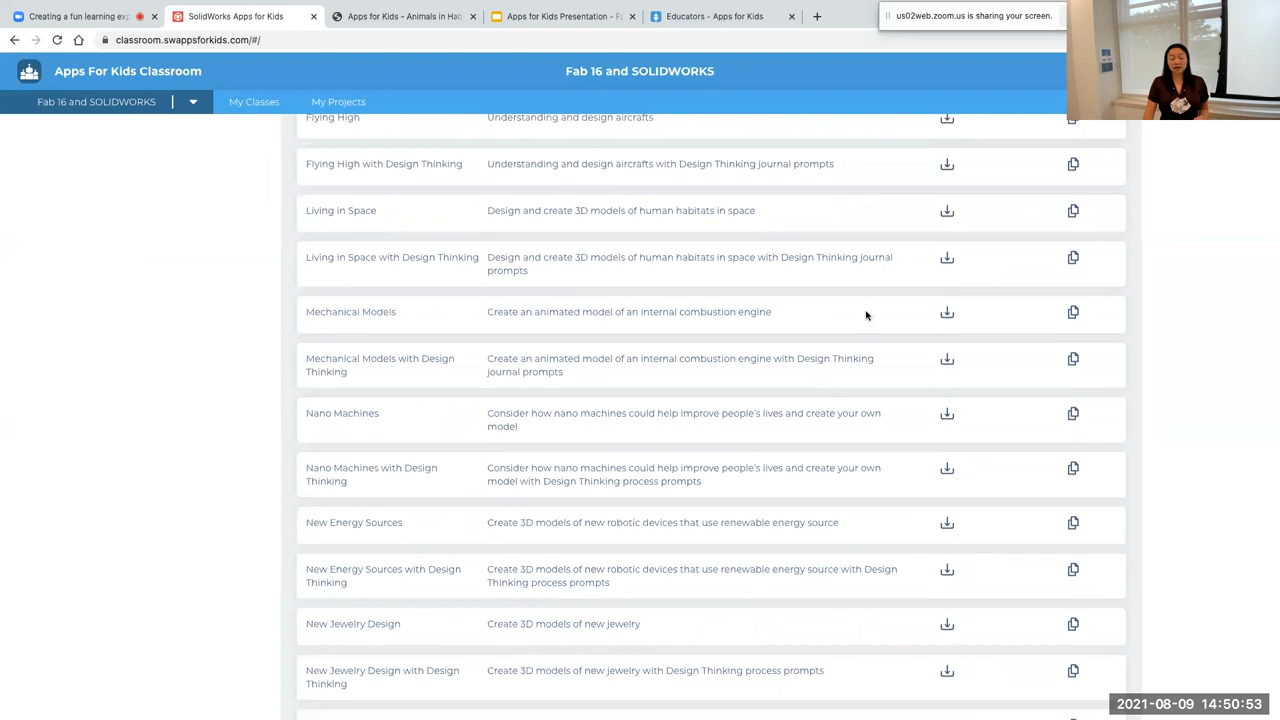 Creating a fun learning exp
SolidWorks Apps for Kids
Apps for Kids - Animals in Hab
Apps for Kids Presentation - Fa
Educators - Apps for Kids
us02web.zoom.us is sharing your screen.
classroom.swappsforkids.com/#/
Apps For Kids Classroom
Fab 16 and SOLIDWORKS
Fab 16 and SOLIDWORKS
My Classes
My Projects
Flying High
Understanding and design aircrafts
Flying High with Design Thinking
Understanding and design aircrafts with Design Thinking journal prompts
Living in Space
Design and create 3D models of human habitats in space
Living in Space with Design Thinking
Design and create 3D models of human habitats in space with Design Thinking journal
prompts
Mechanical Models
Create an animated model of an internal combustion engine
Mechanical Models with Design
Thinking
Create an animated model of an internal combustion engine with Design Thinking
journal prompts
Nano Machines
Consider how nano machines could help improve people's lives and create your own
model
Nano Machines with Design
Thinking
Consider how nano machines could help improve people's lives and create your own
model with Design Thinking process prompts
New Energy Sources
Create 3D models of new robotic devices that use renewable energy source
New Energy Sources with Design
Thinking
Create 3D models of new robotic devices that use renewable energy source with Design
Thinking process prompts
New Jewelry Design
Create 3D models of new jewelry
New Jewelry Design with Design
Thinking
Create 3D models of new jewelry with Design Thinking process prompts
2021-08-09 14:50:53